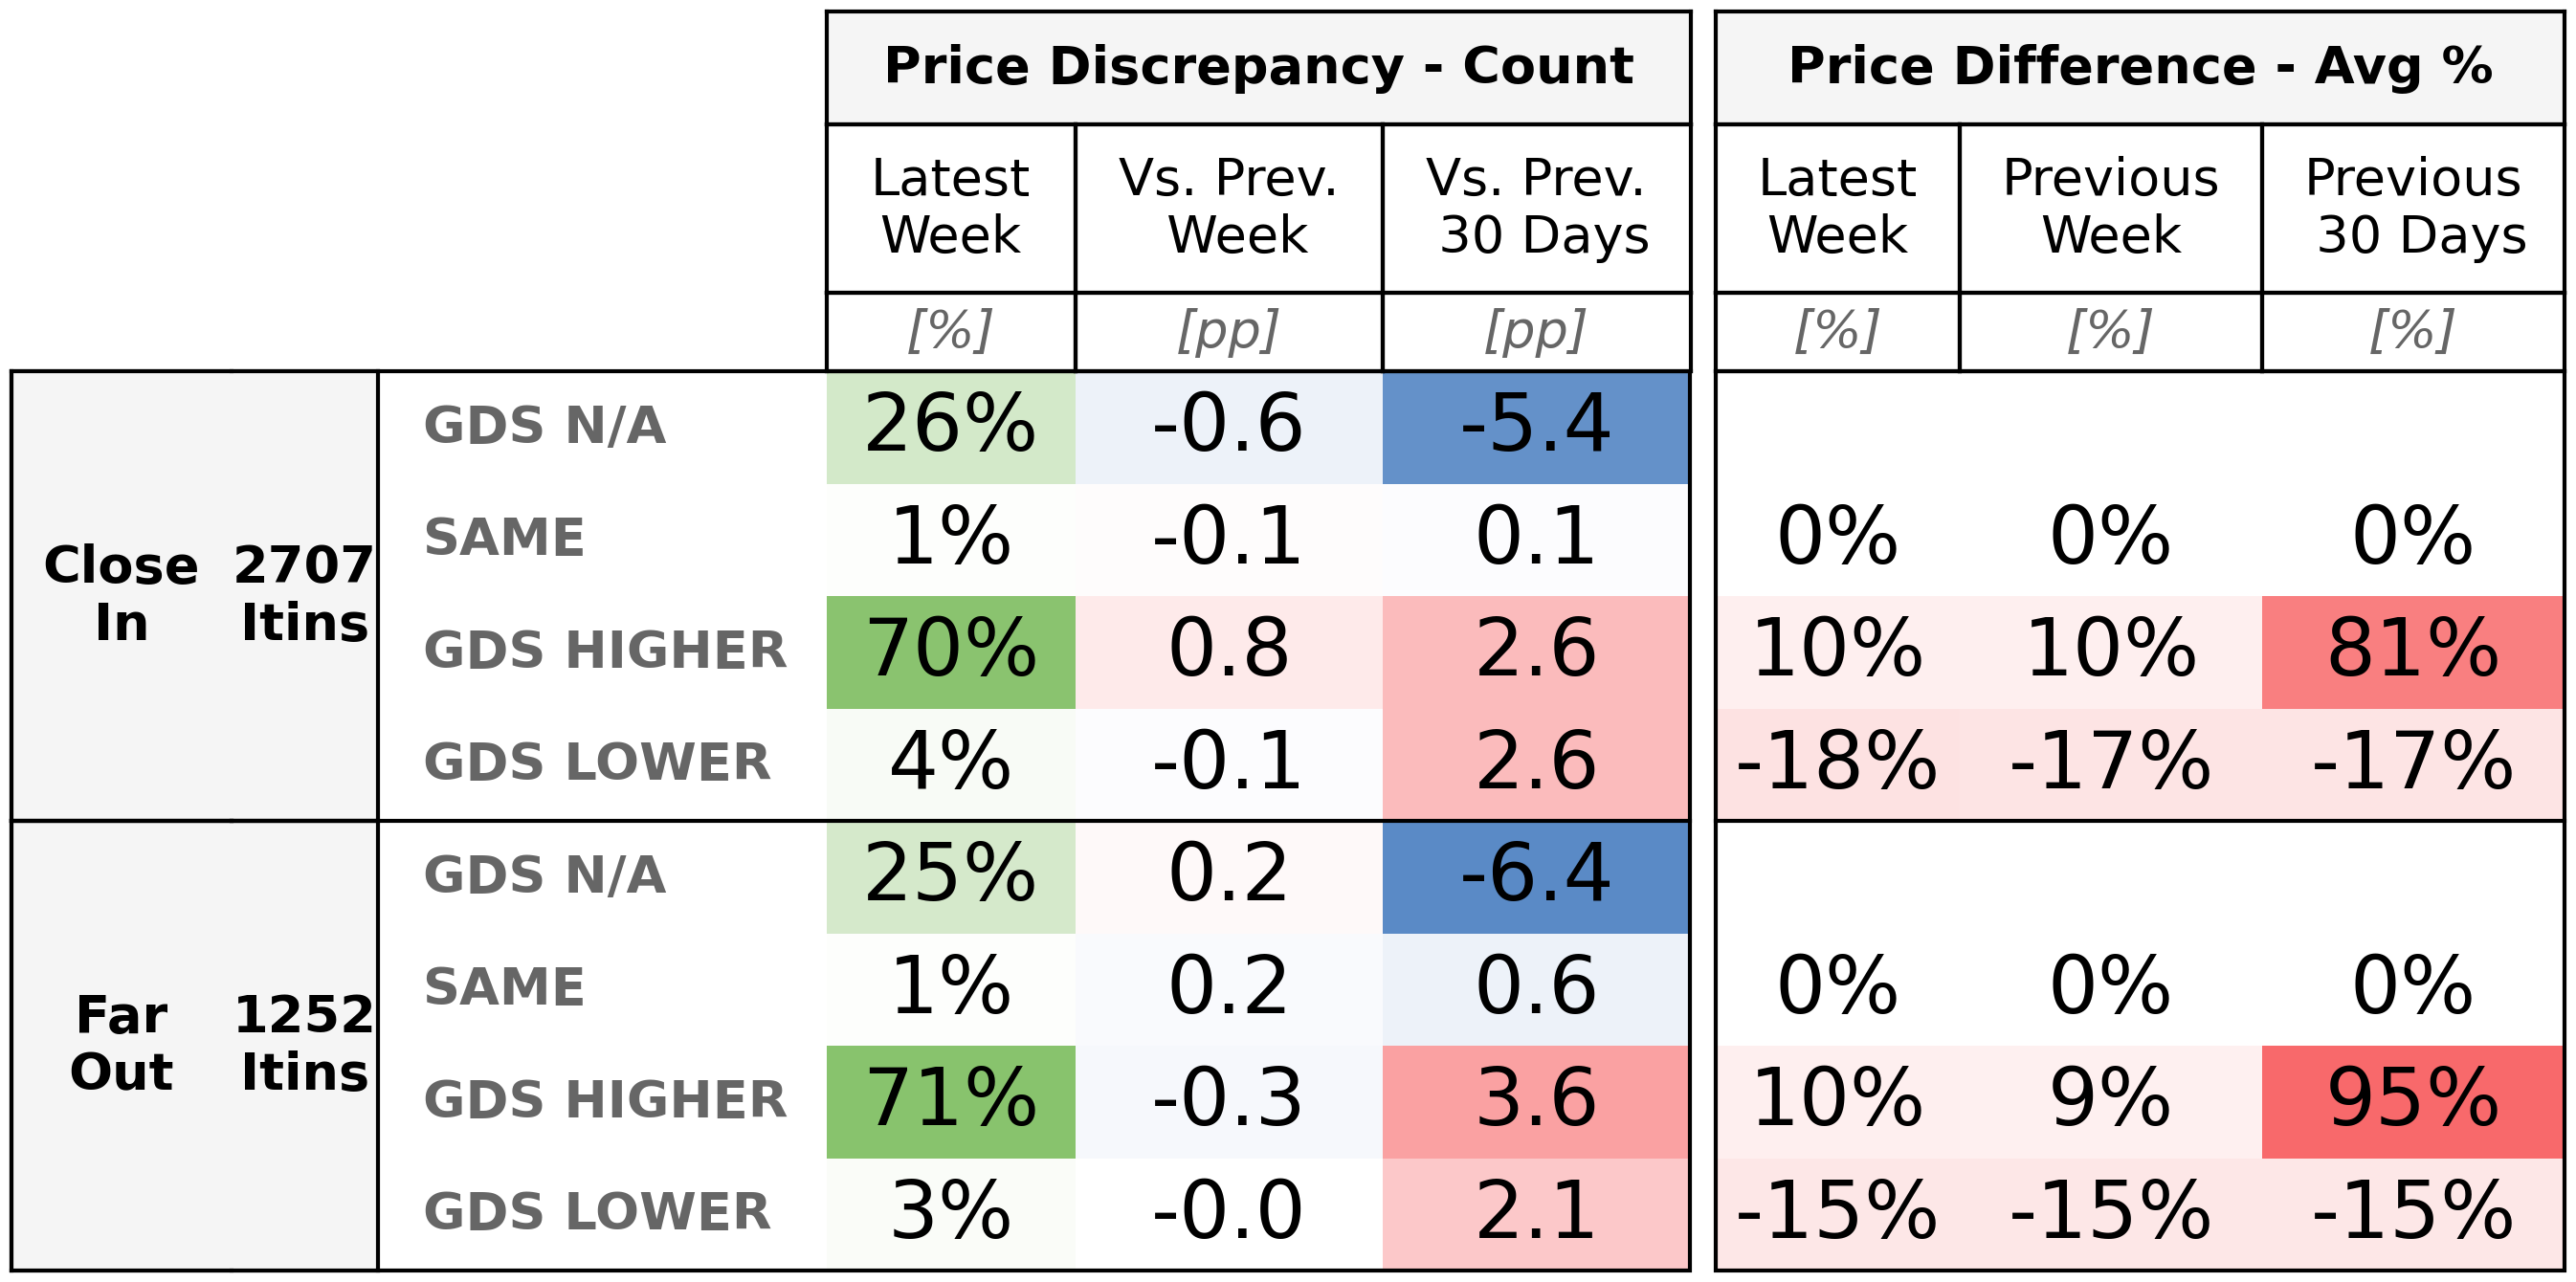 Price Discrepancy - Count Price Difference - Avg %
Latest Week Vs. Prev. Week Vs. Prev. 30 Days Latest Week Previous Week Previous 30 Days
[%] [pp] [pp] [%] [%] [%]
Close In 2707 Itins
GDS N/A 26% -0.6 -5.4
SAME 1% -0.1 0.1 0% 0% 0%
GDS HIGHER 70% 0.8 2.6 10% 10% 81%
GDS LOWER 4% -0.1 2.6 -18% -17% -17%
Far Out 1252 Itins
GDS N/A 25% 0.2 -6.4
SAME 1% 0.2 0.6 0% 0% 0%
GDS HIGHER 71% -0.3 3.6 10% 9% 95%
GDS LOWER 3% -0.0 2.1 -15% -15% -15%